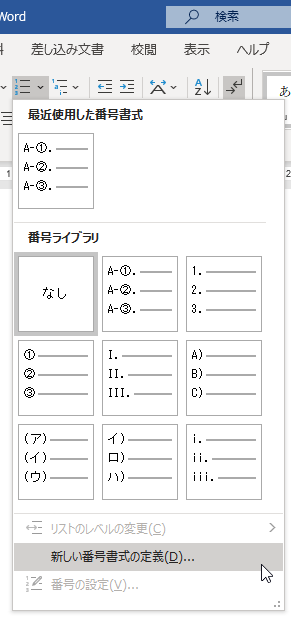 Word
検索
差し込み文書 校閲 表示 ヘルプ
あ
最近使用した番号書式
A-①.
A-②.
A-③.
番号ライブラリ
なし
A-①.
A-②.
A-③.
1.
2.
3.
①
②
③
I.
II.
III.
A)
B)
C)
(ア)
(イ)
(ウ)
イ)
ロ)
ハ)
i.
ii.
iii.
リストのレベルの変更(C)
新しい番号書式の定義(D)...
番号の設定(V)...